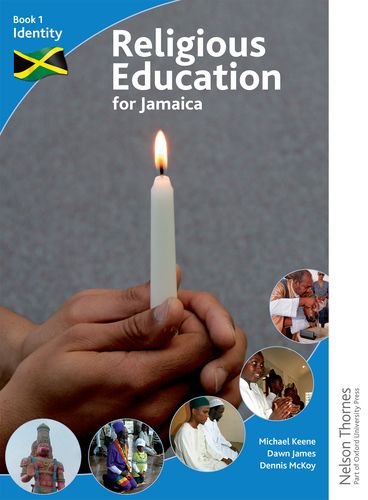 Book 1
Identity
Religious
Education
for Jamaica
Michael Keene
Dawn James
Dennis McKoy
Nelson Thornes
Part of Oxford University Press